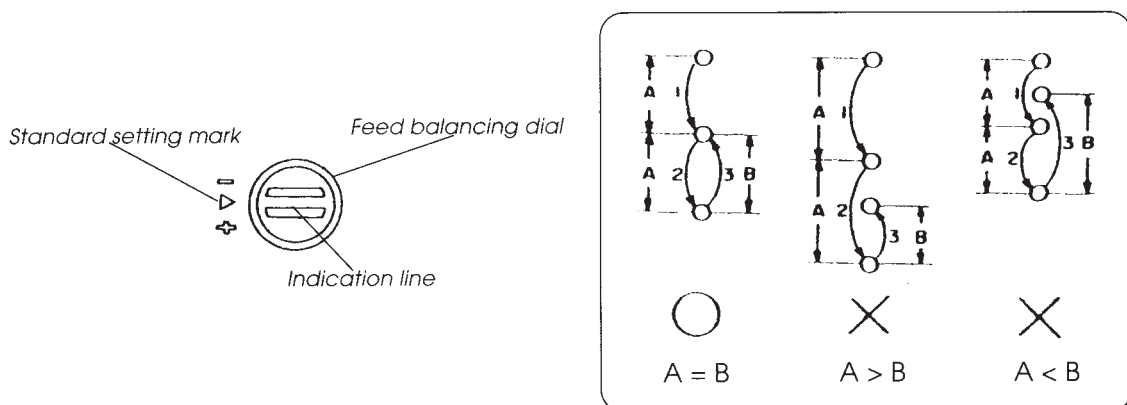 Standard setting mark
Feed balancing dial
−
+
Indication line
A 1
A 2 3 B
A 1
A 2 3 B
A 1
A 2 3 B
A = B
A > B
A < B